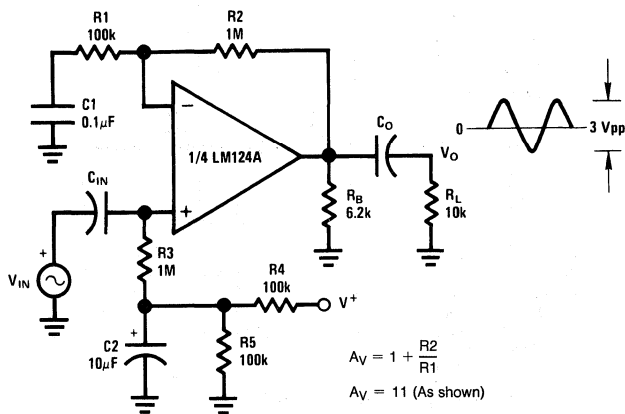 R1
100k
R2
1M
C1
0.1μF
−
1/4 LM124A
+
CIN
+
VIN
R3
1M
CO
VO
RB
6.2k
RL
10k
0
3 Vpp
R4
100k
V+
+
C2
10μF
R5
100k
AV = 1 + R2/R1
AV = 11 (As shown)